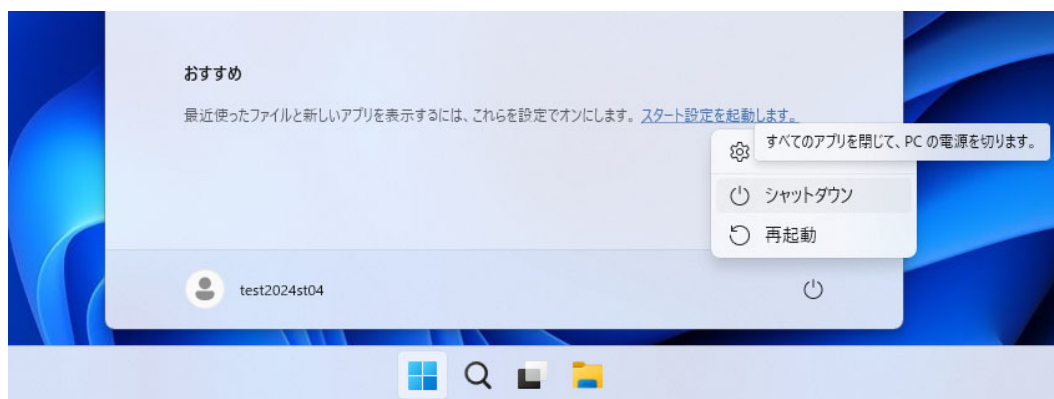 おすすめ
最近使ったファイルと新しいアプリを表示するには、これらを設定でオンにします。スタート設定を起動します。
すべてのアプリを閉じて、PC の電源を切ります。
シャットダウン
再起動
test2024st04